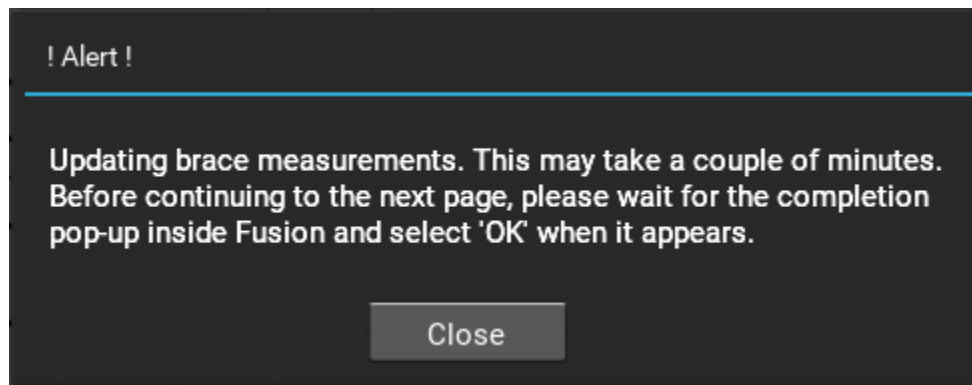 ! Alert !
Updating brace measurements. This may take a couple of minutes.
Before continuing to the next page, please wait for the completion
pop-up inside Fusion and select 'OK' when it appears.
Close